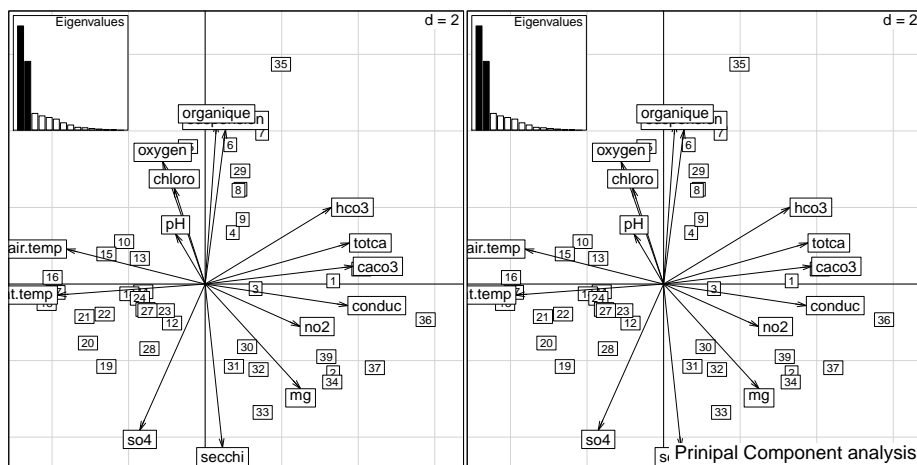 Eigenvalues
d = 2
35
organique
7
6
oxygen
chloro
29
8
hco3
9
pH
4
10
totca
air.temp
15
13
caco3
16
1
3
24
conduc
21
22
27
23
36
12
no2
20
28
30
39
19
31
32
2
37
34
mg
33
so4
secchi
Eigenvalues
d = 2
35
organique
7
6
oxygen
chloro
29
8
hco3
9
pH
4
10
totca
air.temp
15
13
caco3
16
1
3
24
conduc
21
22
27
23
36
12
no2
20
28
30
39
19
31
32
2
37
34
mg
33
so4
Prinipal Component analysis